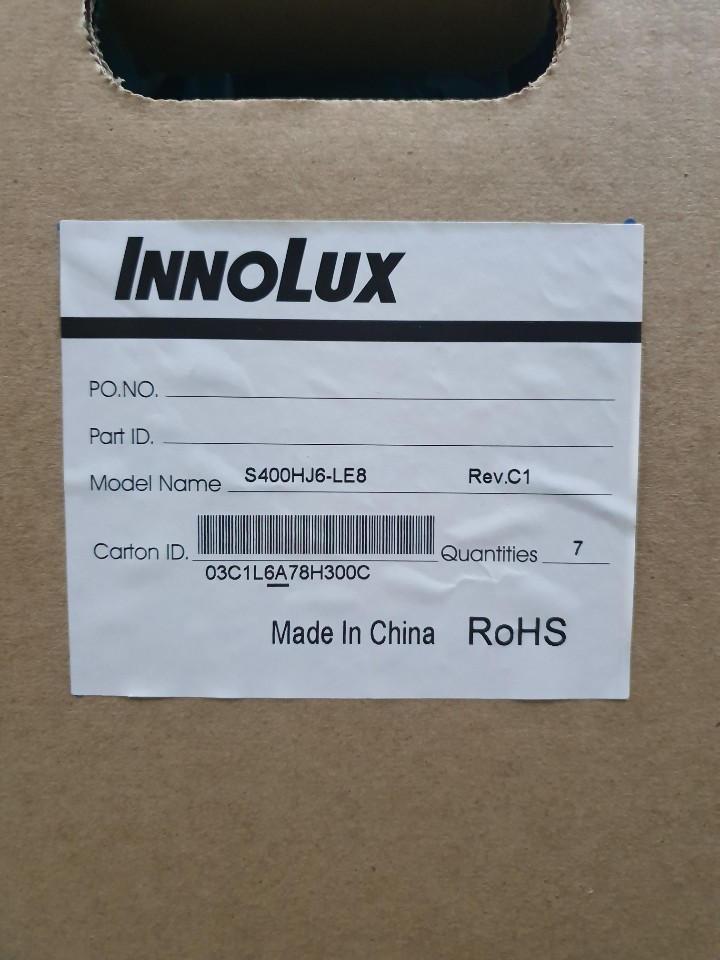 INNOLUX
PO.NO.
Part ID.
Model Name S400HJ6-LE8 Rev.C1
Carton ID. Quantities 7
03C1L6A78H300C
Made In China RoHS